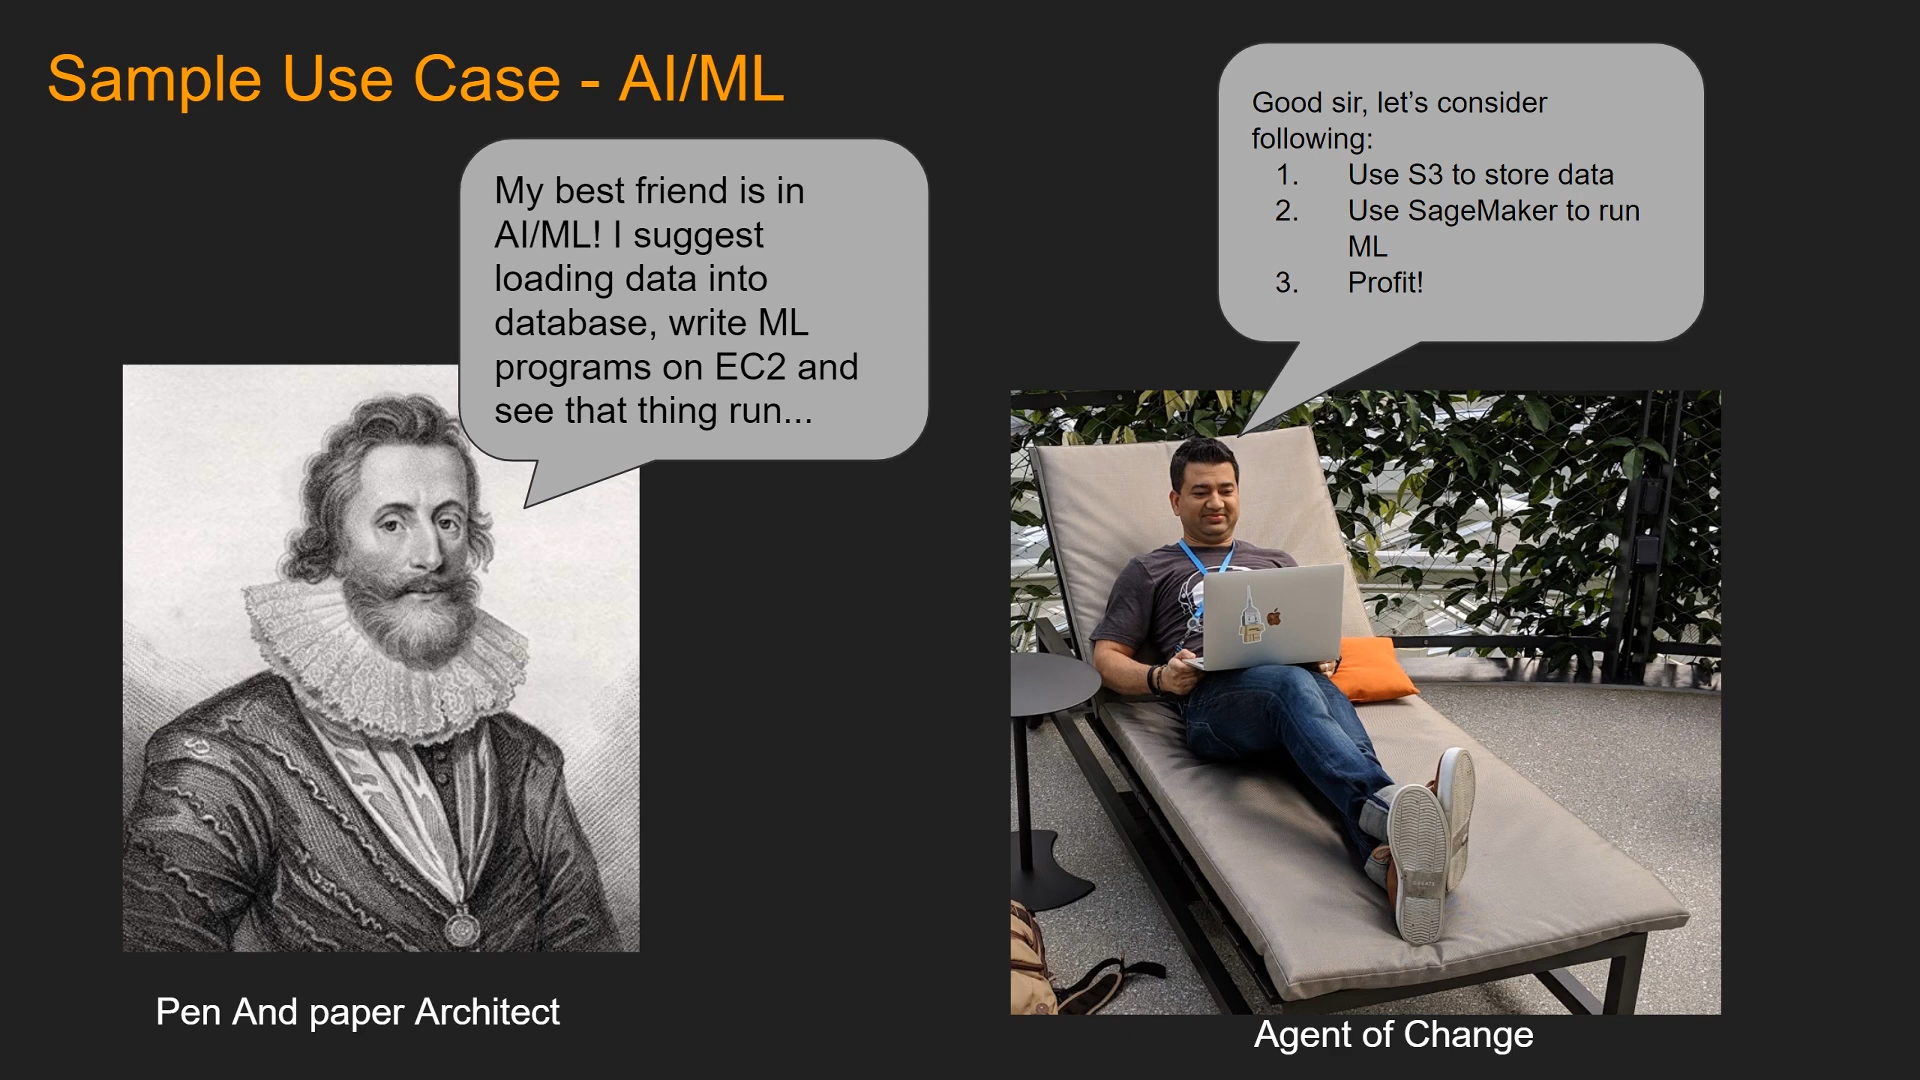 Sample Use Case - AI/ML
My best friend is in
AI/ML! I suggest
loading data into
database, write ML
programs on EC2 and
see that thing run...
Good sir, let’s consider
following:
1. Use S3 to store data
2. Use SageMaker to run
ML
3. Profit!
Pen And paper Architect
Agent of Change